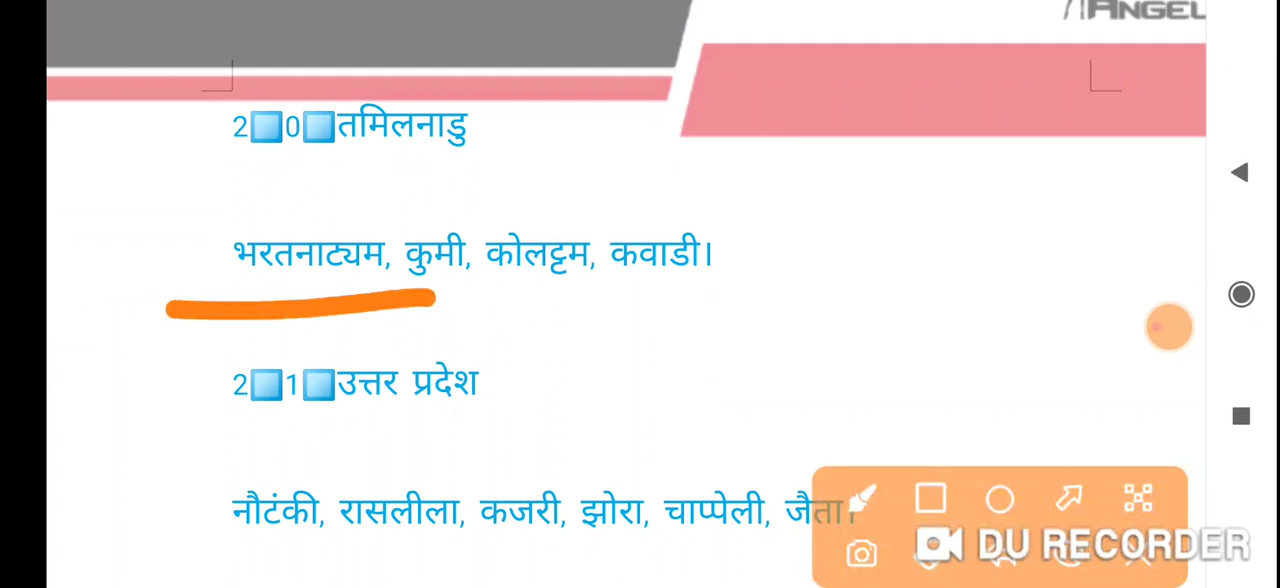 ANGEL
2🟦0🟦तमिलनाडु
भरतनाट्यम, कुमी, कोलट्टम, कवाडी।
2🟦1🟦उत्तर प्रदेश
नौटंकी, रासलीला, कजरी, झोरा, चाप्पेली, जैता।
DU RECORDER